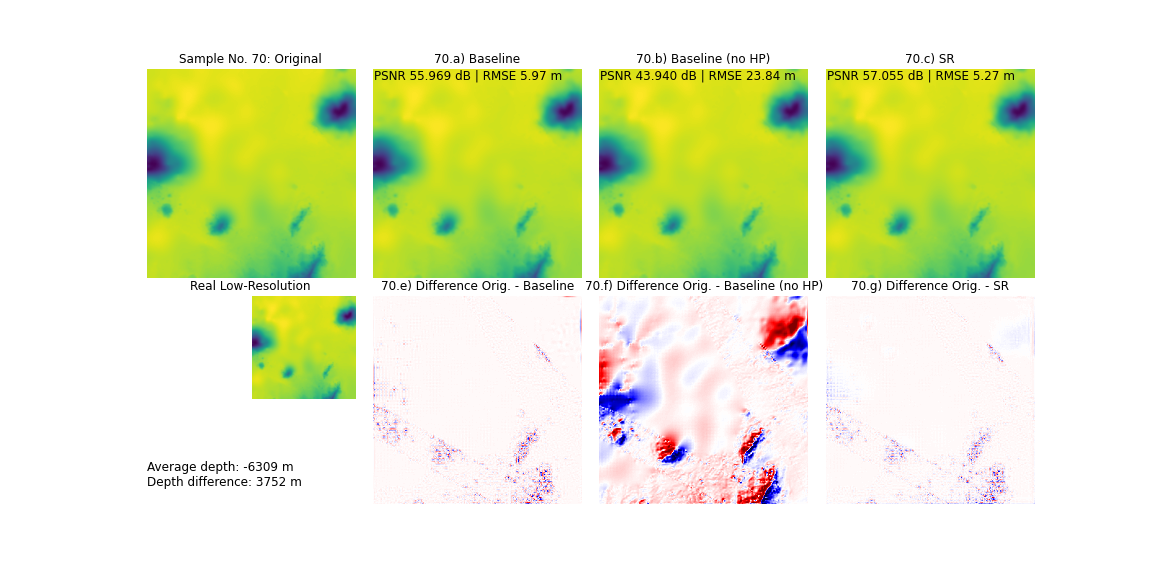 Sample No. 70: Original
70.a) Baseline
70.b) Baseline (no HP)
70.c) SR
PSNR 55.969 dB | RMSE 5.97 m
PSNR 43.940 dB | RMSE 23.84 m
PSNR 57.055 dB | RMSE 5.27 m
Real Low-Resolution
70.e) Difference Orig. - Baseline
70.f) Difference Orig. - Baseline (no HP)
70.g) Difference Orig. - SR
Average depth: -6309 m
Depth difference: 3752 m